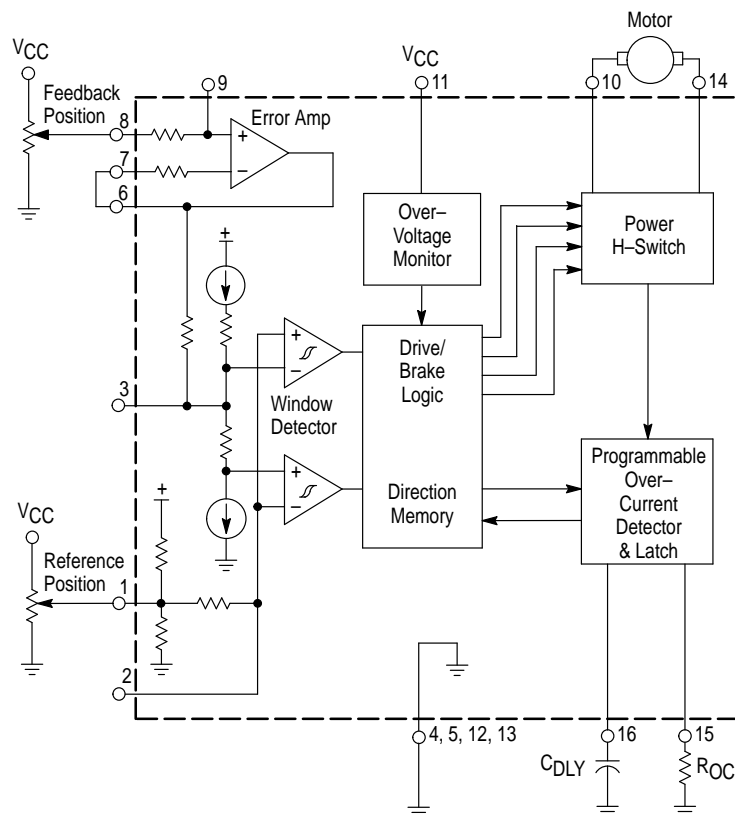 Motor
VCC
VCC
9
11
10
14
Feedback
Position
Error Amp
8
+
7
–
6
Over–
Voltage
Monitor
Power
H–Switch
+
+
–
Drive/
Brake
Logic
3
Window
Detector
+
–
Direction
Memory
Programmable
Over–
Current
Detector
& Latch
+
VCC
Reference
Position
1
2
4, 5, 12, 13
16
15
CDLY
ROC